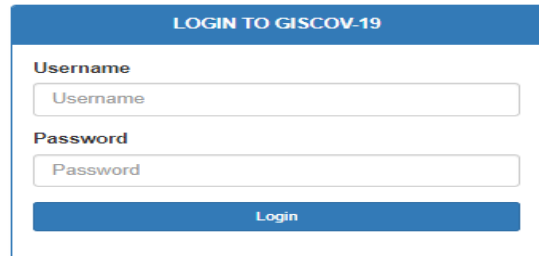 LOGIN TO GISCOV-19
Username
Username
Password
Password
Login